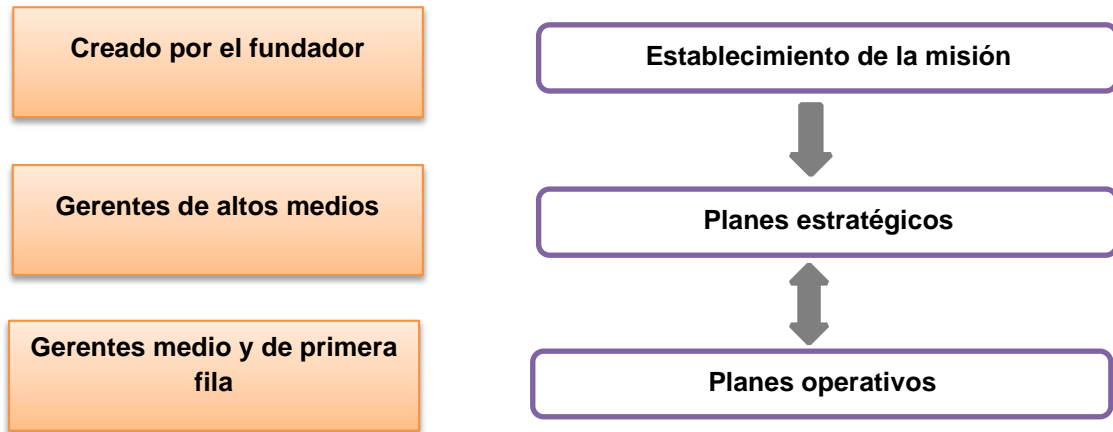 Creado por el fundador
Establecimiento de la misión
Gerentes de altos medios
Planes estratégicos
Gerentes medio y de primera
fila
Planes operativos